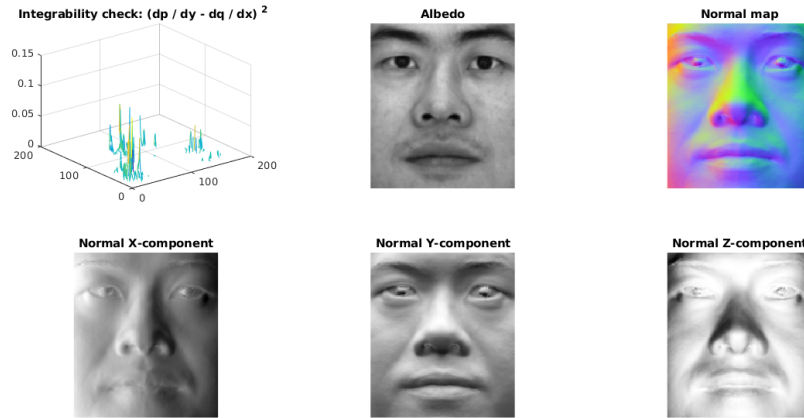 Integrability check: (dp / dy - dq / dx) 2
Albedo
Normal map
0.15
0.1
0.05
0
200
100
0
0
100
200
Normal X-component
Normal Y-component
Normal Z-component